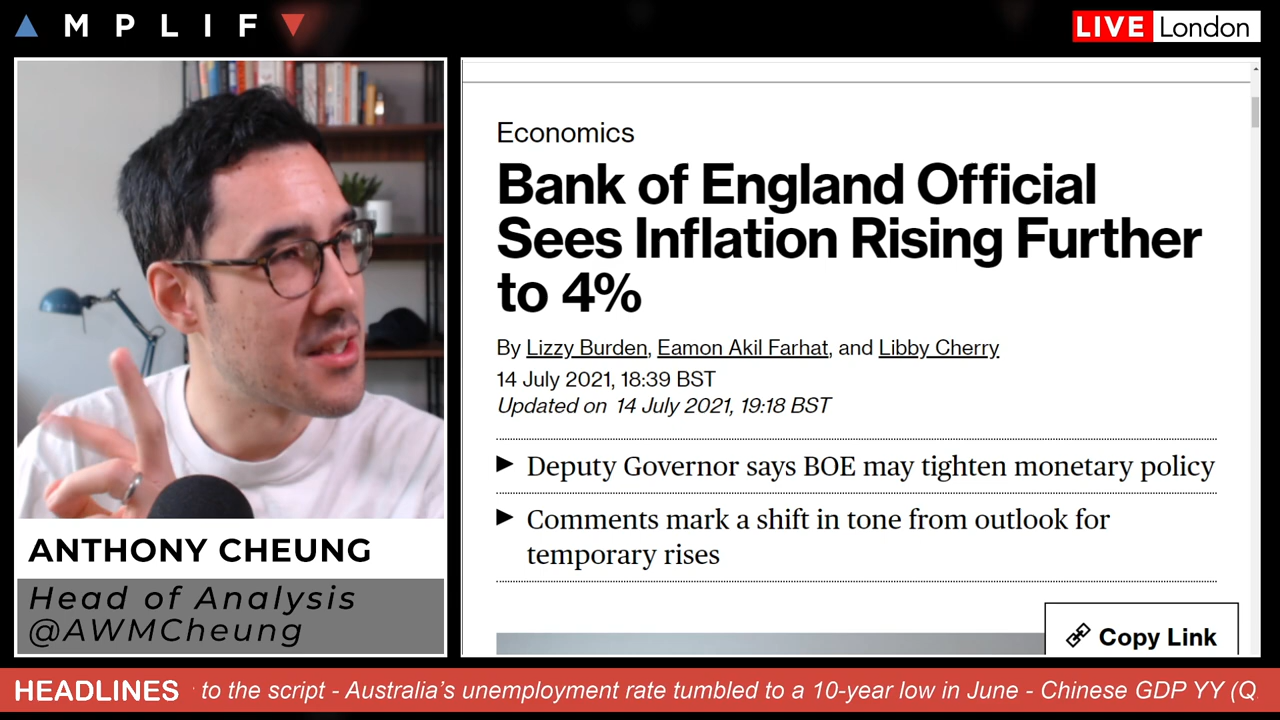 AMPLIFY
LIVE London
Economics
Bank of England Official
Sees Inflation Rising Further
to 4%
By Lizzy Burden, Eamon Akil Farhat, and Libby Cherry
14 July 2021, 18:39 BST
Updated on 14 July 2021, 19:18 BST
Deputy Governor says BOE may tighten monetary policy
Comments mark a shift in tone from outlook for
temporary rises
Copy Link
ANTHONY CHEUNG
Head of Analysis
@AWMCheung
HEADLINES to the script - Australia's unemployment rate tumbled to a 10-year low in June - Chinese GDP YY (Q